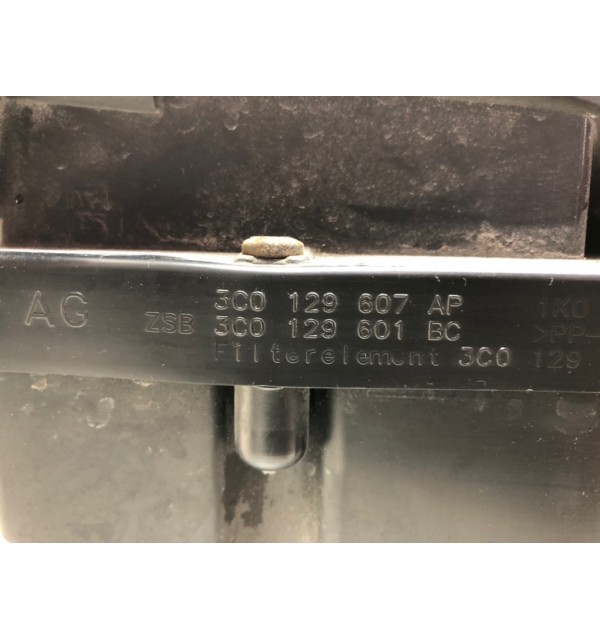 AG 3C0 129 607 AP 1K0
ZSB 3C0 129 601 BC >PP-
Filterelement 3C0 129